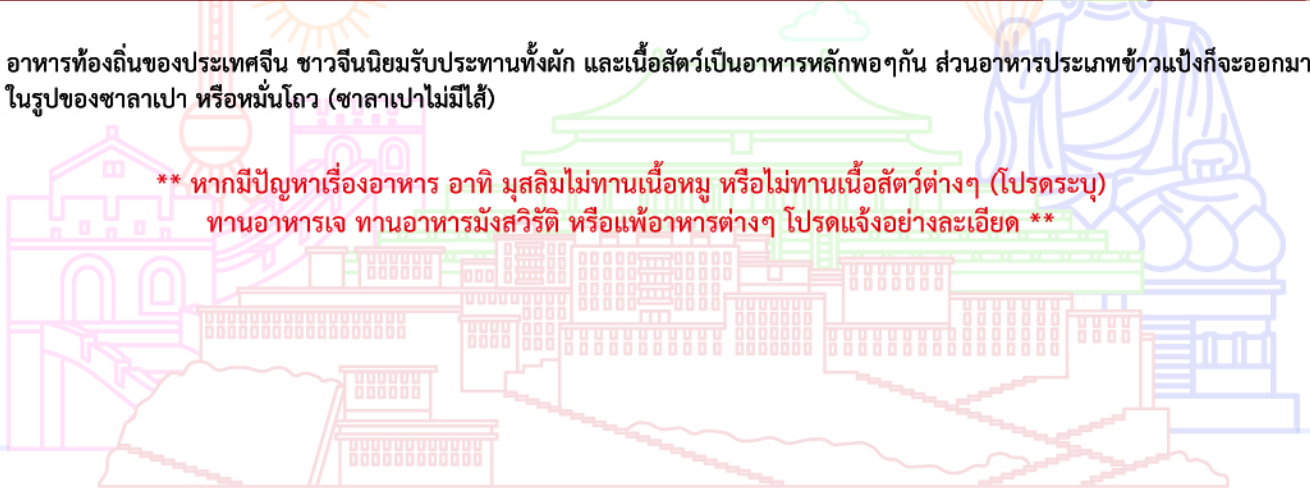 อาหารท้องถิ่นของประเทศจีน ชาวจีนนิยมรับประทานทั้งผัก และเนื้อสัตว์เป็นอาหารหลักพอๆกัน ส่วนอาหารประเภทข้าวแป้งก็จะออกมา
ในรูปของซาลาเปา หรือหมั่นโถว (ซาลาเปาไม่มีไส้)
** หากมีปัญหาเรื่องอาหาร อาทิ มุสลิมไม่ทานเนื้อหมู หรือไม่ทานเนื้อสัตว์ต่างๆ (โปรดระบุ)
ทานอาหารเจ ทานอาหารมังสวิรัติ หรือแพ้อาหารต่างๆ โปรดแจ้งอย่างละเอียด **